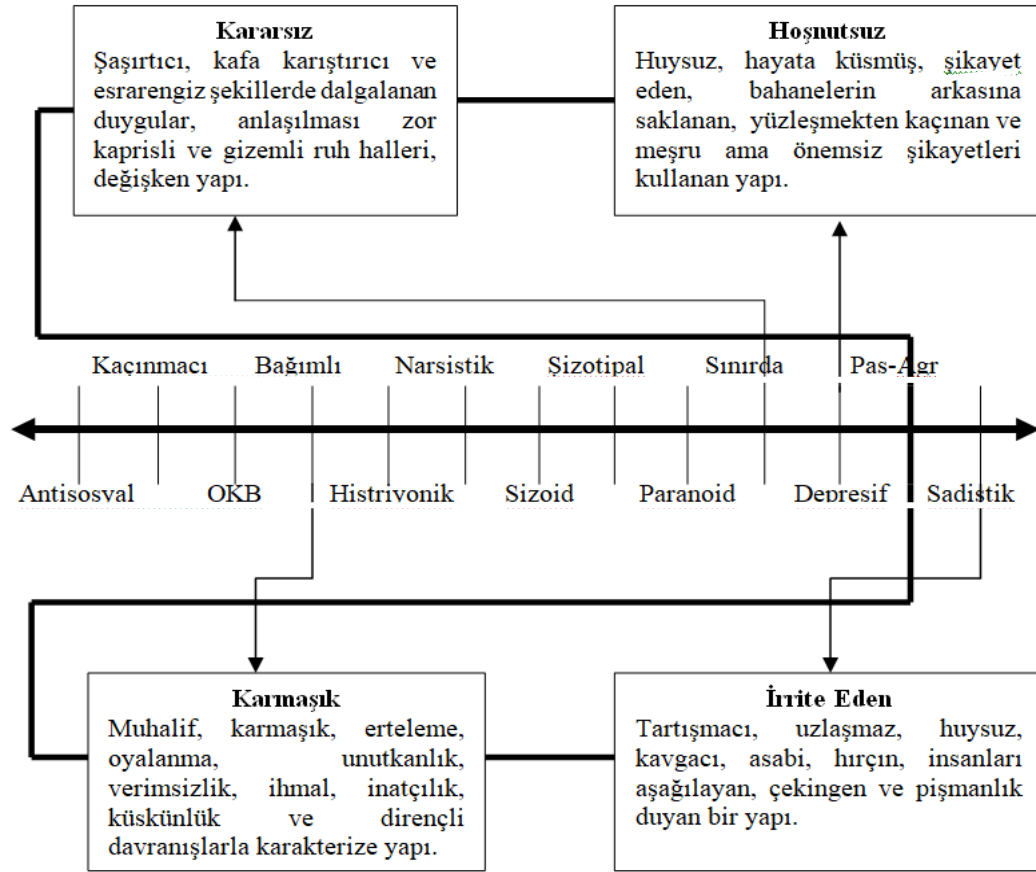 Kararsız
Şaşırtıcı, kafa karıştırıcı ve
esrarengiz şekillerde dalgalanan
duygular, anlaşılması zor
kaprisli ve gizemli ruh halleri,
değişken yapı.
Hoşnutsuz
Huysuz, hayata küsmüş, şikayet
eden, bahanelerin arkasına
saklanan, yüzleşmekten kaçınan ve
meşru ama önemsiz şikayetleri
kullanan yapı.
Kaçınmacı Bağımlı Narsistik Şizotipal Sınırda Pas-Agr
Antisosyal OKB Histriyonik Sizoid Paranoid Depresif Sadistik
Karmaşık
Muhalif, karmaşık, erteleme,
oyalanma, unutkanlık,
verimsizlik, ihmal, inatçılık,
küskünlük ve dirençli
davranışlarla karakterize yapı.
İrrite Eden
Tartışmacı, uzlaşmaz, huysuz,
kavgacı, asabi, hırçın, insanları
aşağılayan, çekingen ve pişmanlık
duyan bir yapı.